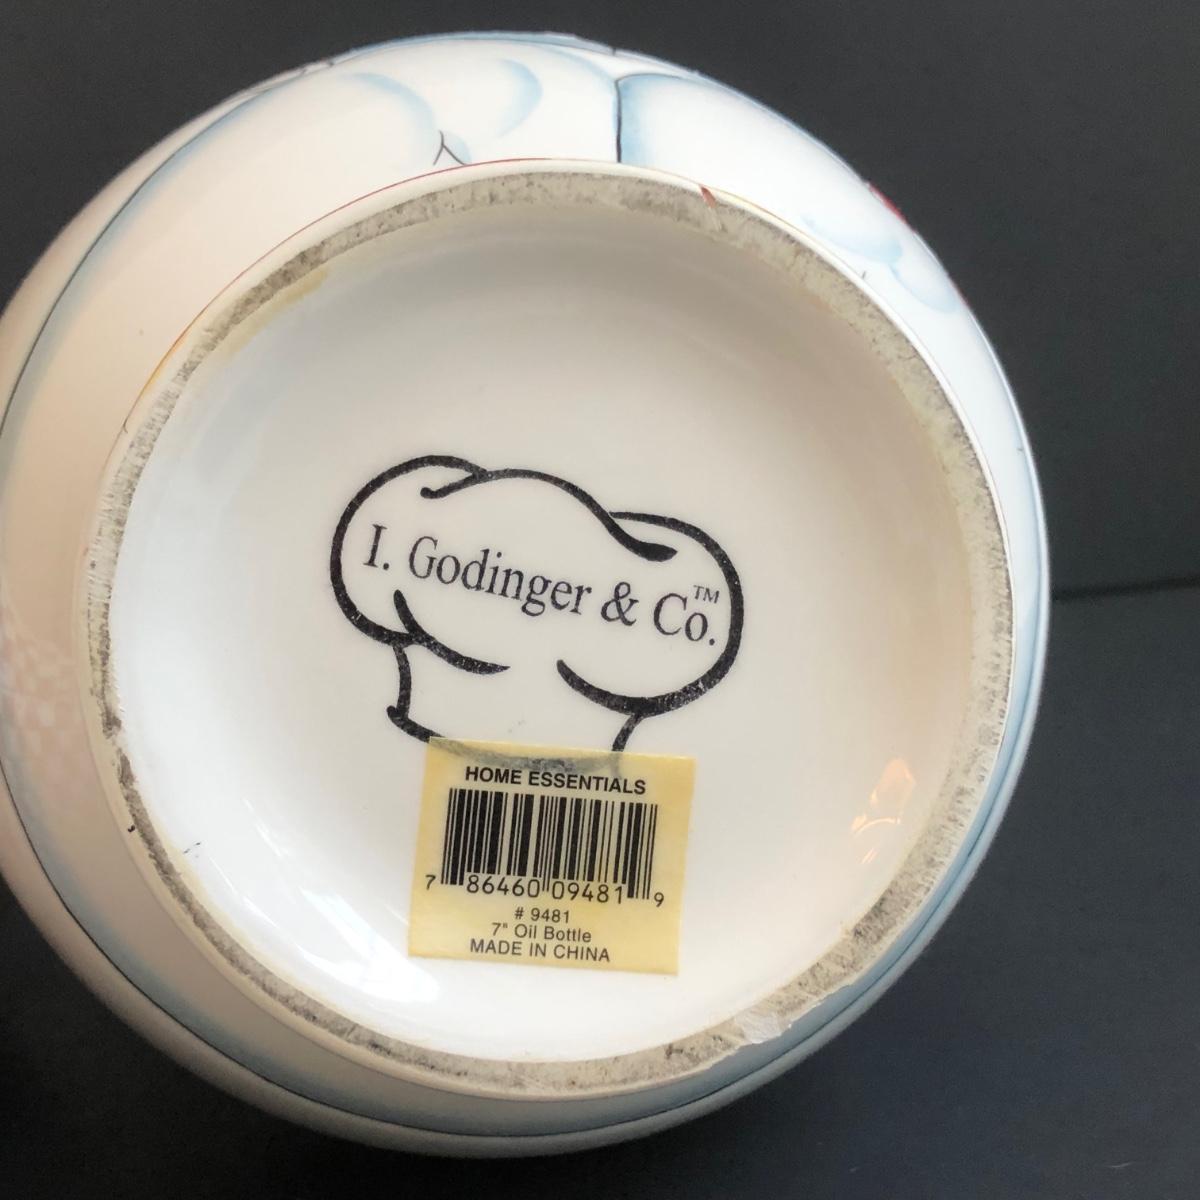 I. Godinger & Co.™
HOME ESSENTIALS
7 86460 09481 9
# 9481
7" Oil Bottle
MADE IN CHINA